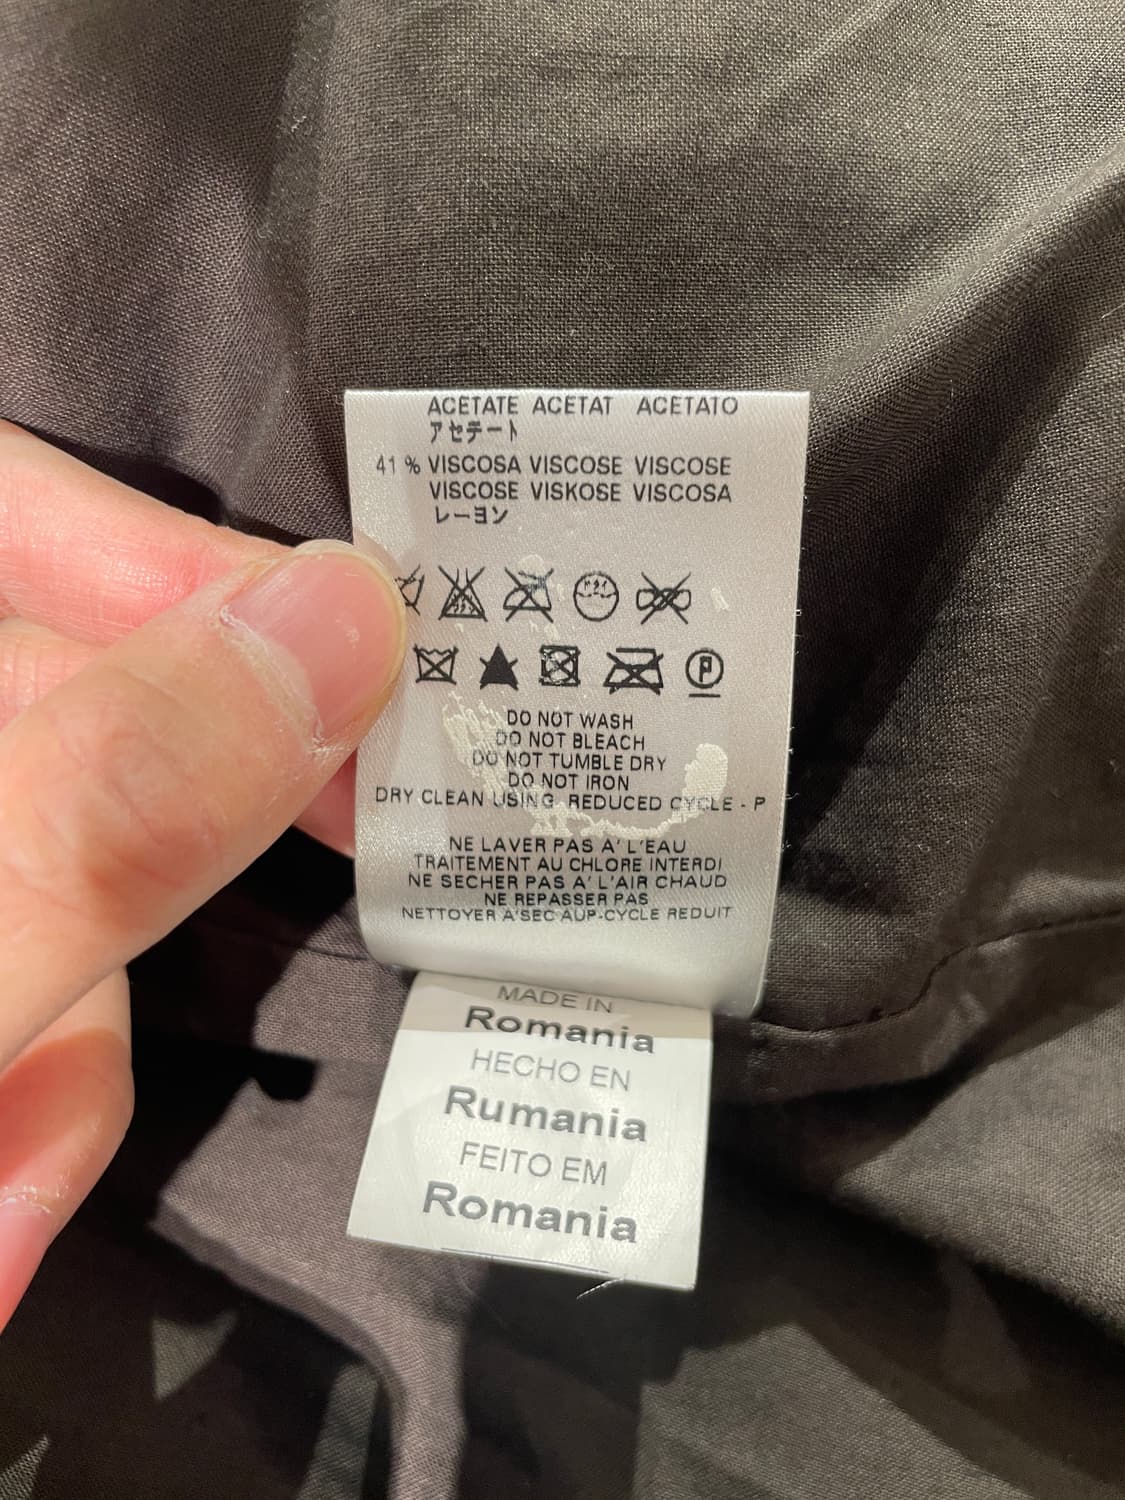 ACETATE ACETAT ACETATO
アセテート
41 % VISCOSA VISCOSE VISCOSE
VISCOSE VISKOSE VISCOSA
レーヨン
P
DO NOT WASH
DO NOT BLEACH
DO NOT TUMBLE DRY
DO NOT IRON
DRY CLEAN USING REDUCED CYCLE - P
NE LAVER PAS A' L'EAU
TRAITEMENT AU CHLORE INTERDI
NE SECHER PAS A' L'AIR CHAUD
NE REPASSER PAS
NETTOYER A'SEC AUP-CYCLE REDUIT
MADE IN
Romania
HECHO EN
Rumania
FEITO EM
Romania